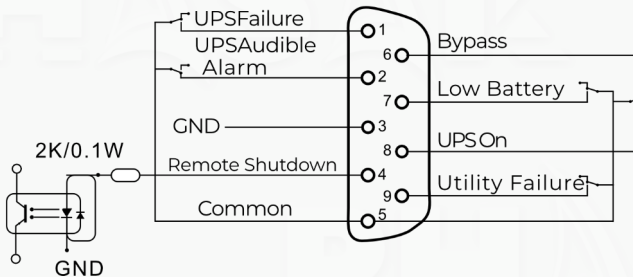 UPSFailure
1
UPSAudible
Alarm
2
GND
3
2K/0.1W
Remote Shutdown
4
Common
5
GND
6
Bypass
7
Low Battery
8
UPSOn
9
Utility Failure